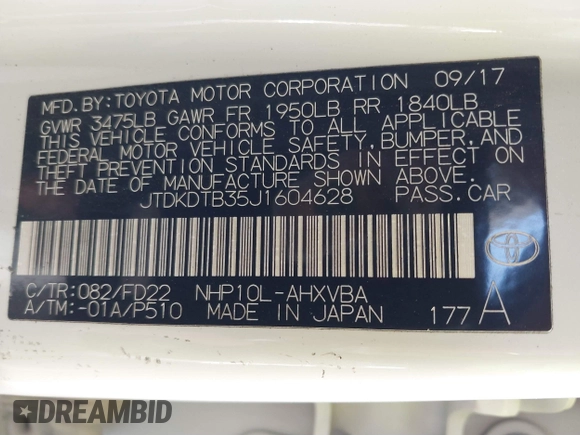 MFD.BY:TOYOTA MOTOR CORPORATION 09/17
GVWR 3475LB GAWR FR 1950LB RR 1840LB
THIS VEHICLE CONFORMS TO ALL APPLICABLE
FEDERAL MOTOR VEHICLE SAFETY,BUMPER,AND
THEFT PREVENTION STANDARDS IN EFFECT ON
THE DATE OF MANUFACTURE SHOWN ABOVE.
JTDKDTB35J1604628 PASS.CAR
C/TR:082/FD22 NHP10L-AHXVBA
A/TM:-01A/P510 MADE IN JAPAN 177 A
DREAMBID